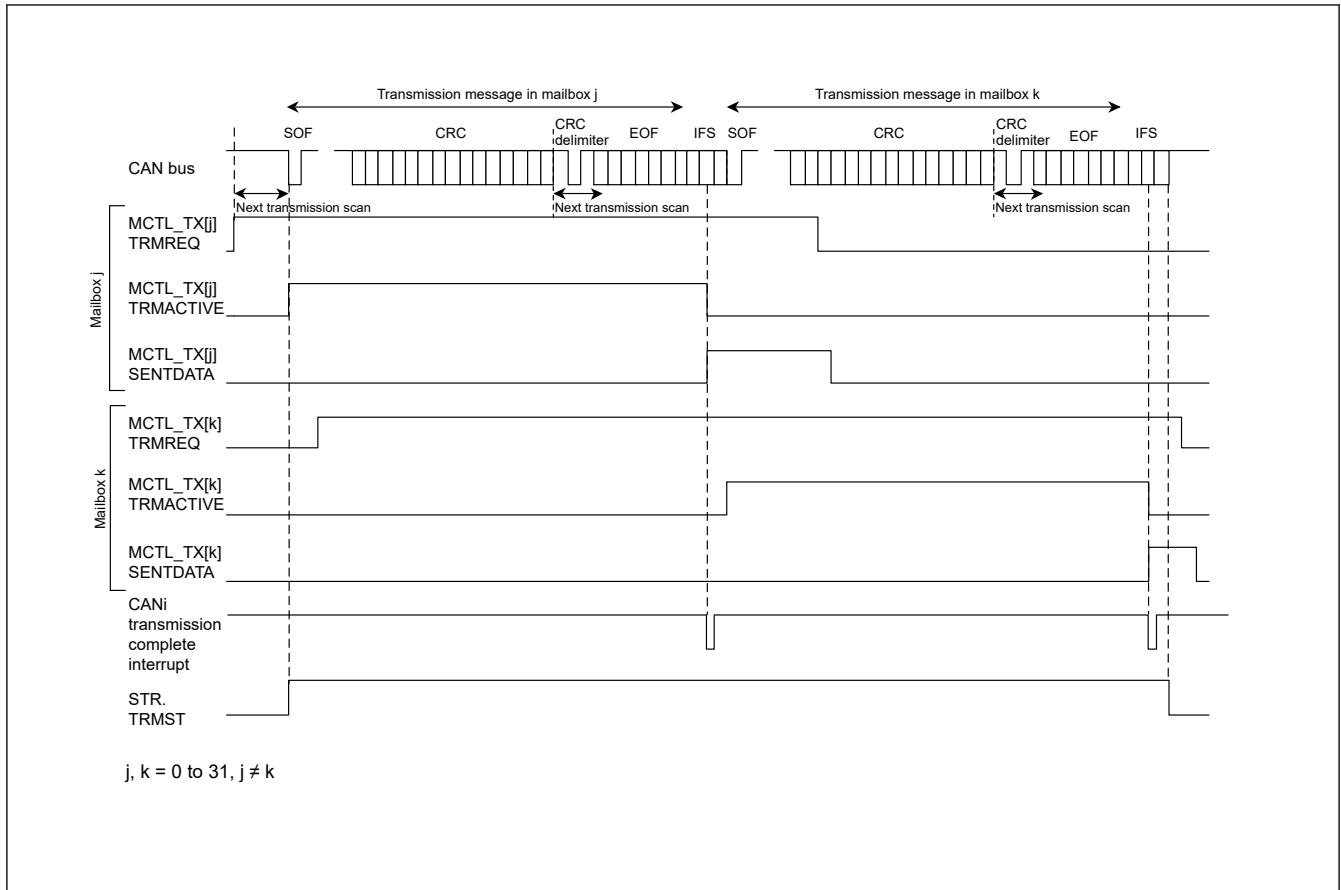 Transmission message in mailbox j
Transmission message in mailbox k
SOF
CRC
CRC
delimiter
EOF
IFS
SOF
CRC
CRC
delimiter
EOF
IFS
CAN bus
Next transmission scan
Next transmission scan
Next transmission scan
Mailbox j
MCTL_TX[j]
TRMREQ
MCTL_TX[j]
TRMACTIVE
MCTL_TX[j]
SENTDATA
Mailbox k
MCTL_TX[k]
TRMREQ
MCTL_TX[k]
TRMACTIVE
MCTL_TX[k]
SENTDATA
CANi
transmission
complete
interrupt
STR.
TRMST
j, k = 0 to 31, j ≠ k